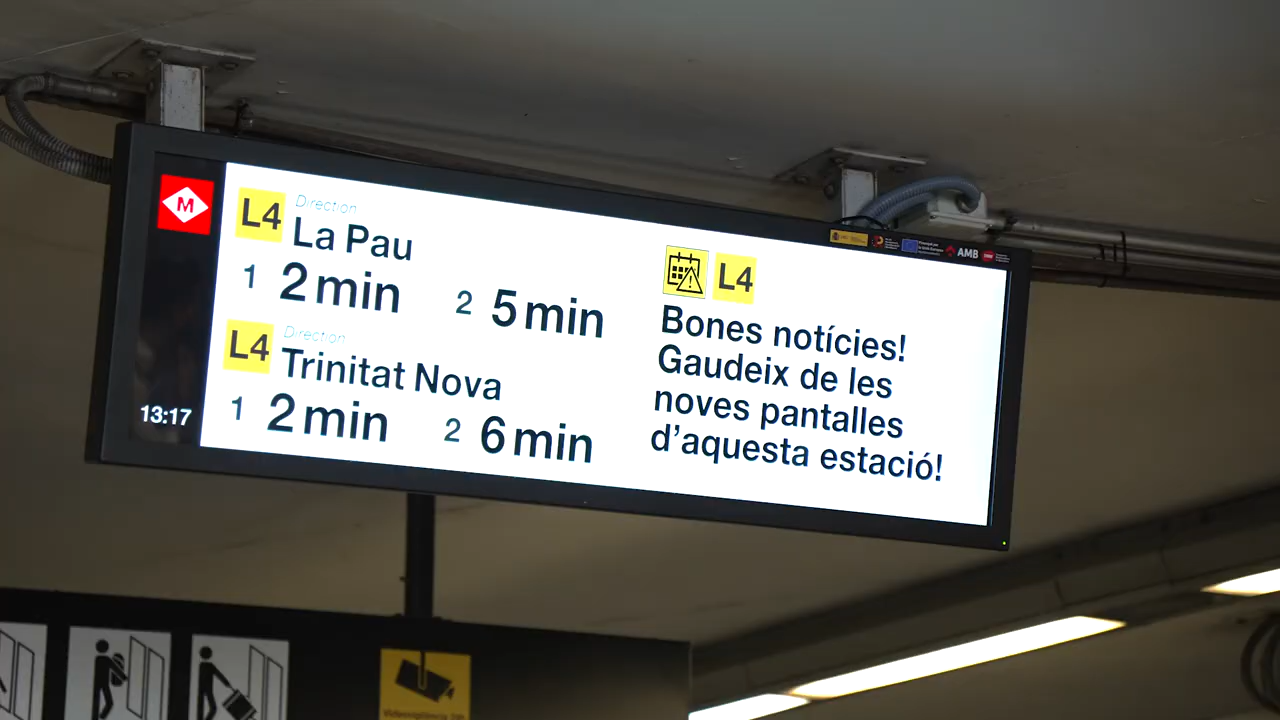 M
L4 Direction
La Pau
1 2 min 2 5 min
L4 Direction
Trinitat Nova
1 2 min 2 6 min
13:17
L4
Bones notícies!
Gaudeix de les
noves pantalles
d'aquesta estació!
AMB